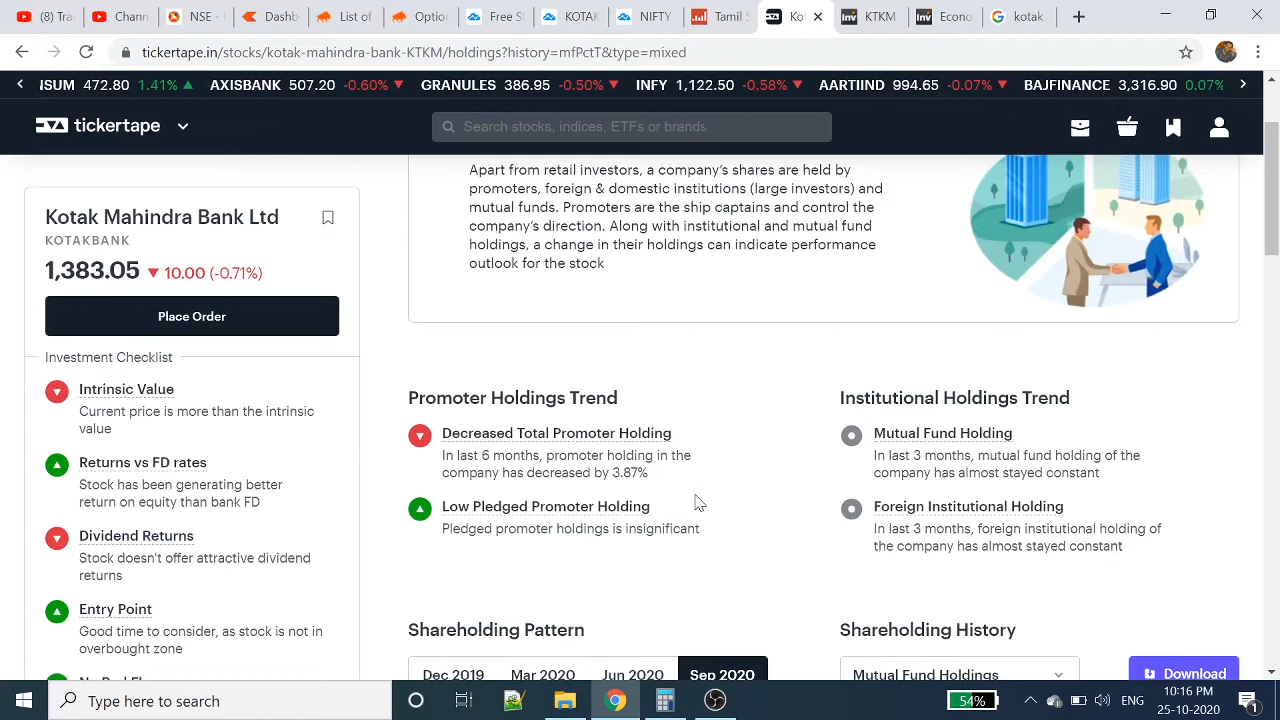 (5) Ch
Chart
NSE -
Dash
List of
Optio
Free S
KOTAK
NIFTY
Tamil S
Ko
KTKM
Econo
kotak
tickertape.in/stocks/kotak-mahindra-bank-KTKM/holdings?history=mfPctT&type=mixed
ISUM 472.80 1.41% AXISBANK 507.20 -0.60% GRANULES 386.95 -0.50% INFY 1,122.50 -0.58% AARTIIND 994.65 -0.07% BAJFINANCE 3,316.90 0.07%
tickertape
Search stocks, indices, ETFs or brands
Apart from retail investors, a company's shares are held by
promoters, foreign & domestic institutions (large investors) and
mutual funds. Promoters are the ship captains and control the
company's direction. Along with institutional and mutual fund
holdings, a change in their holdings can indicate performance
outlook for the stock
Kotak Mahindra Bank Ltd
KOTAKBANK
1,383.05 10.00 (-0.71%)
Place Order
Investment Checklist
Intrinsic Value
Current price is more than the intrinsic
value
Returns vs FD rates
Stock has been generating better
return on equity than bank FD
Dividend Returns
Stock doesn't offer attractive dividend
returns
Entry Point
Good time to consider, as stock is not in
overbought zone
Promoter Holdings Trend
Decreased Total Promoter Holding
In last 6 months, promoter holding in the
company has decreased by 3.87%
Low Pledged Promoter Holding
Pledged promoter holdings is insignificant
Institutional Holdings Trend
Mutual Fund Holding
In last 3 months, mutual fund holding of the
company has almost stayed constant
Foreign Institutional Holding
In last 3 months, foreign institutional holding of
the company has almost stayed constant
Shareholding Pattern
Dec 2019 Mar 2020 Jun 2020 Sep 2020
Shareholding History
Mutual Fund Holdings
Download
Type here to search
54%
ENG
10:16 PM
25-10-2020
1